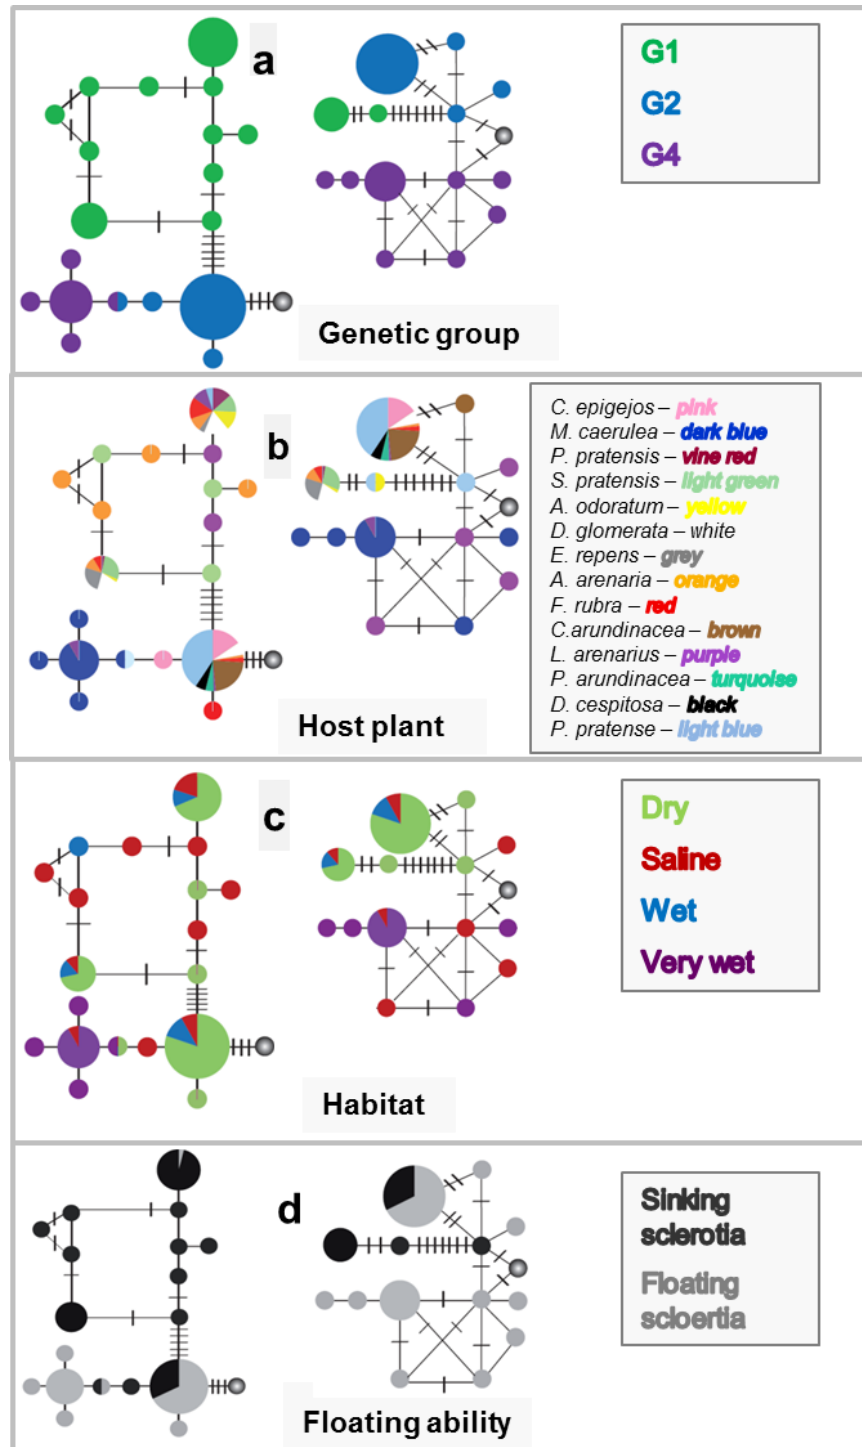 a
G1
G2
G4
Genetic group
b
C. epigejos – pink
M. caerulea – dark blue
P. pratensis – vine red
S. pratensis – light green
A. odoratum – yellow
D. glomerata – white
E. repens – grey
A. arenaria – orange
F. rubra – red
C.arundinacea – brown
L. arenarius – purple
P. arundinacea – turquoise
D. cespitosa – black
P. pratense – light blue
Host plant
c
Dry
Saline
Wet
Very wet
Habitat
d
Sinking
sclerotia
Floating
scloertia
Floating ability